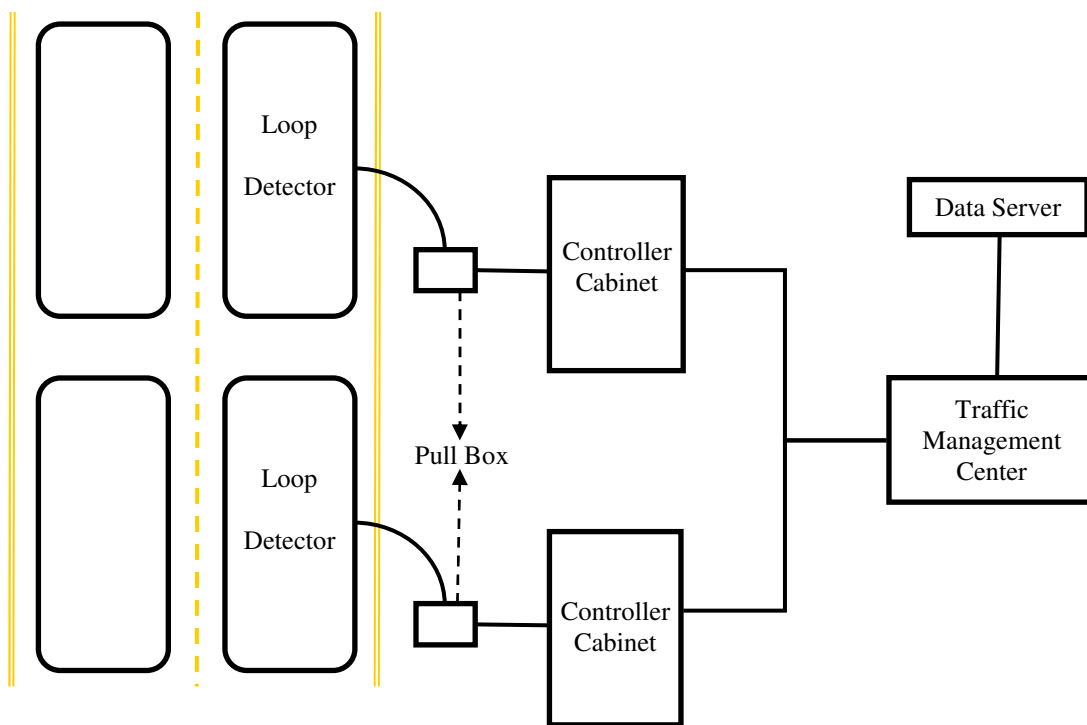 Loop
Detector
Controller
Cabinet
Data Server
Pull Box
Traffic
Management
Center
Loop
Detector
Controller
Cabinet